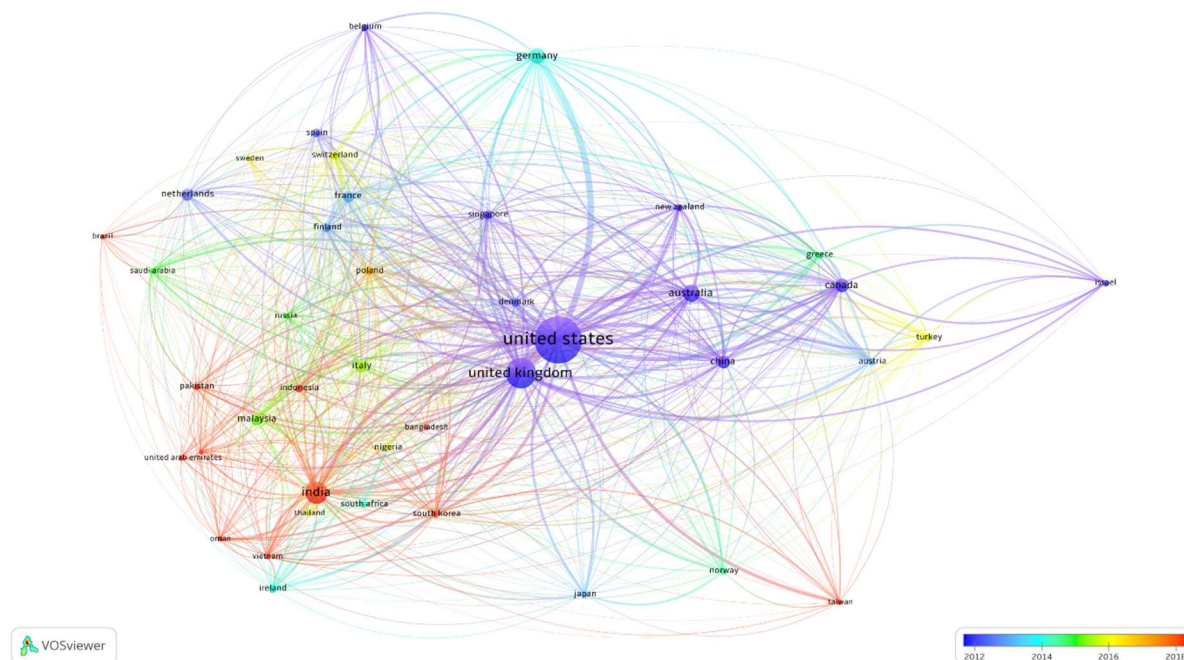 belgium
germany
spain
switzerland
sweden
netherlands
france
singapore
new zealand
finland
brazil
greece
saudi-arabia
poland
canada
israel
australia
denmark
russia
united states
turkey
italy
china
austria
united kingdom
pakistan
indonesia
malaysia
bangladesh
nigeria
united arab emirates
india
south africa
thailand
south korea
oman
vietnam
norway
ireland
japan
taiwan
VOSviewer
2012 2014 2016 2018